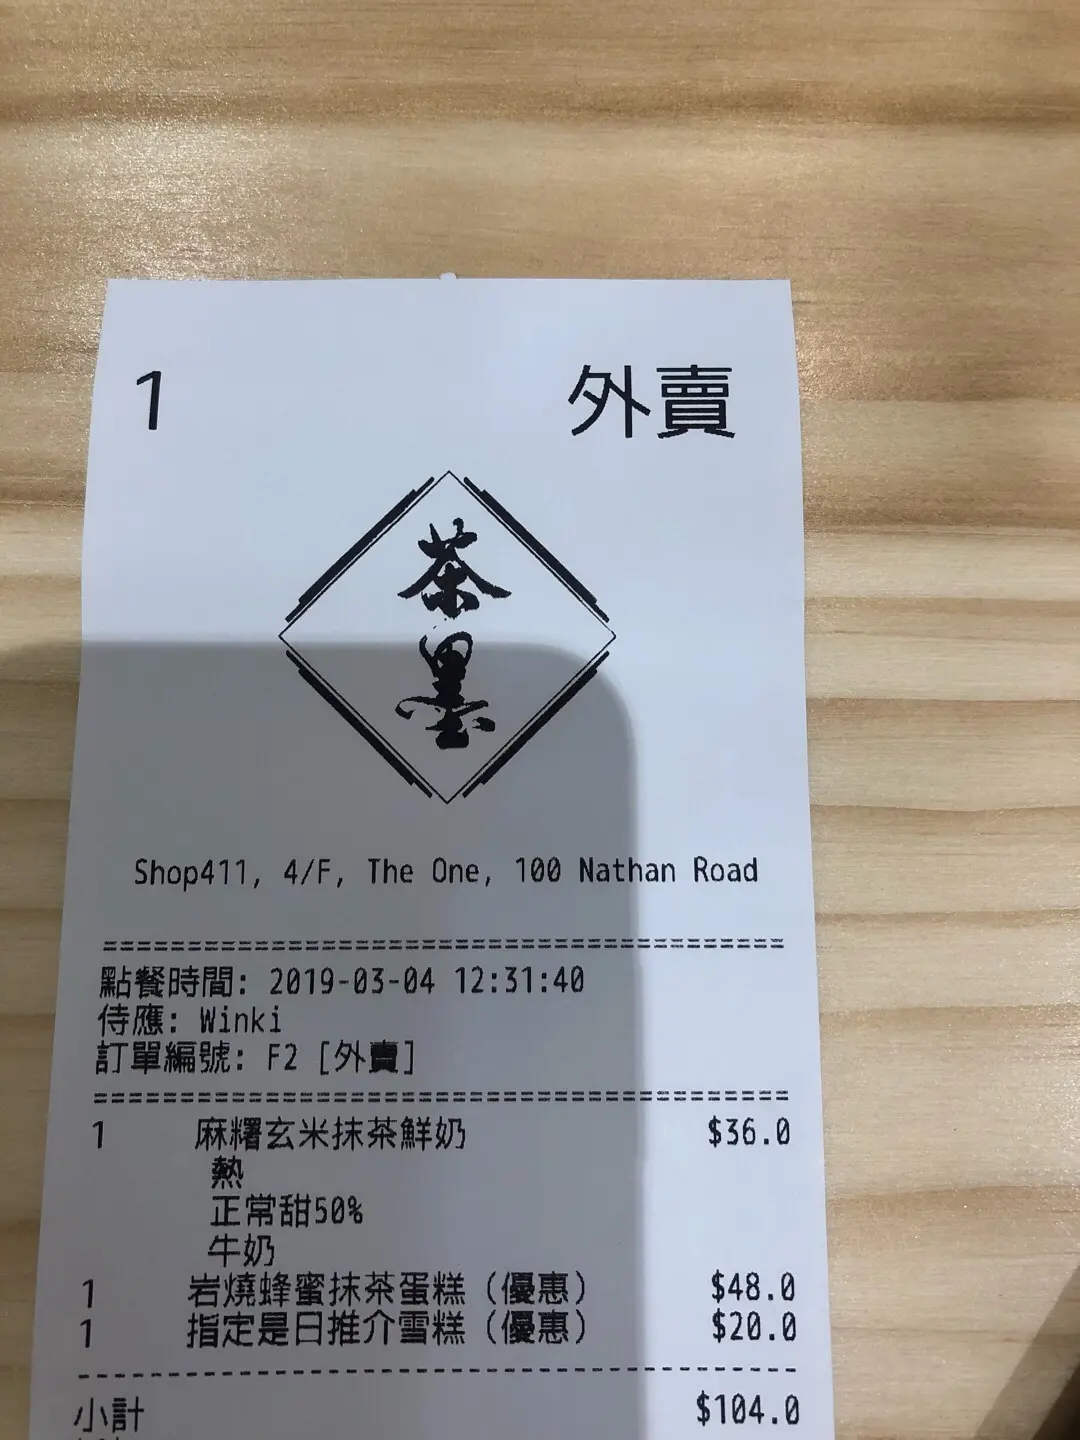 1 外賣
茶
墨
Shop411, 4/F, The One, 100 Nathan Road
========================================
點餐時間: 2019-03-04 12:31:40
侍應: Winki
訂單編號: F2 [外賣]
========================================
1 麻糬玄米抹茶鮮奶 $36.0
熱
正常甜50%
牛奶
1 岩燒蜂蜜抹茶蛋糕 (優惠) $48.0
1 指定是日推介雪糕 (優惠) $20.0
----------------------------------------
小計 $104.0